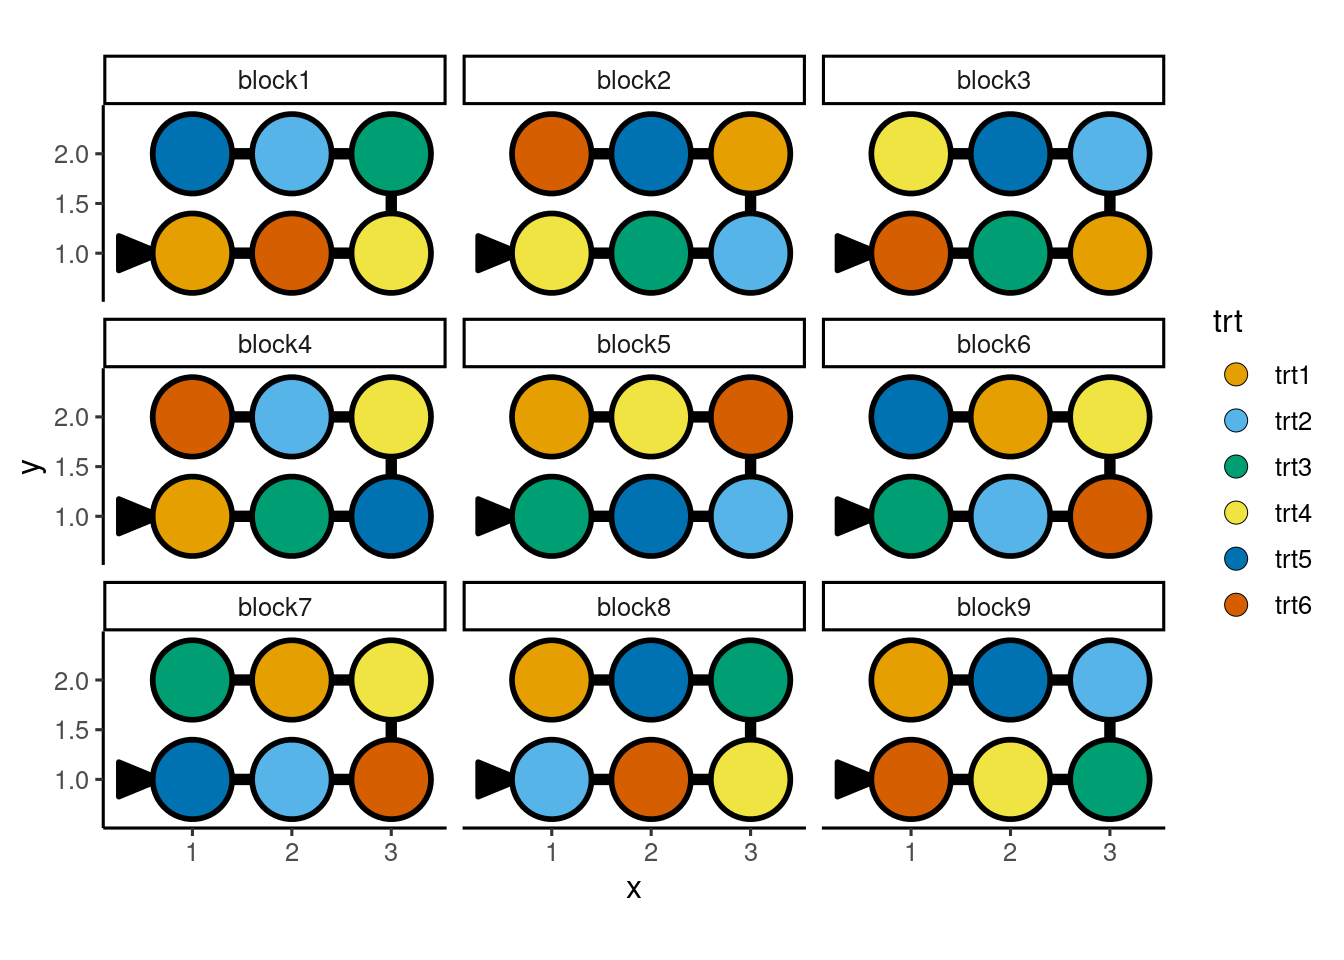 block1 block2 block3
2.0
1.5
1.0
block4 block5 block6
2.0
1.5
1.0
block7 block8 block9
2.0
1.5
1.0
1 2 3 1 2 3 1 2 3
x
y
trt
trt1
trt2
trt3
trt4
trt5
trt6